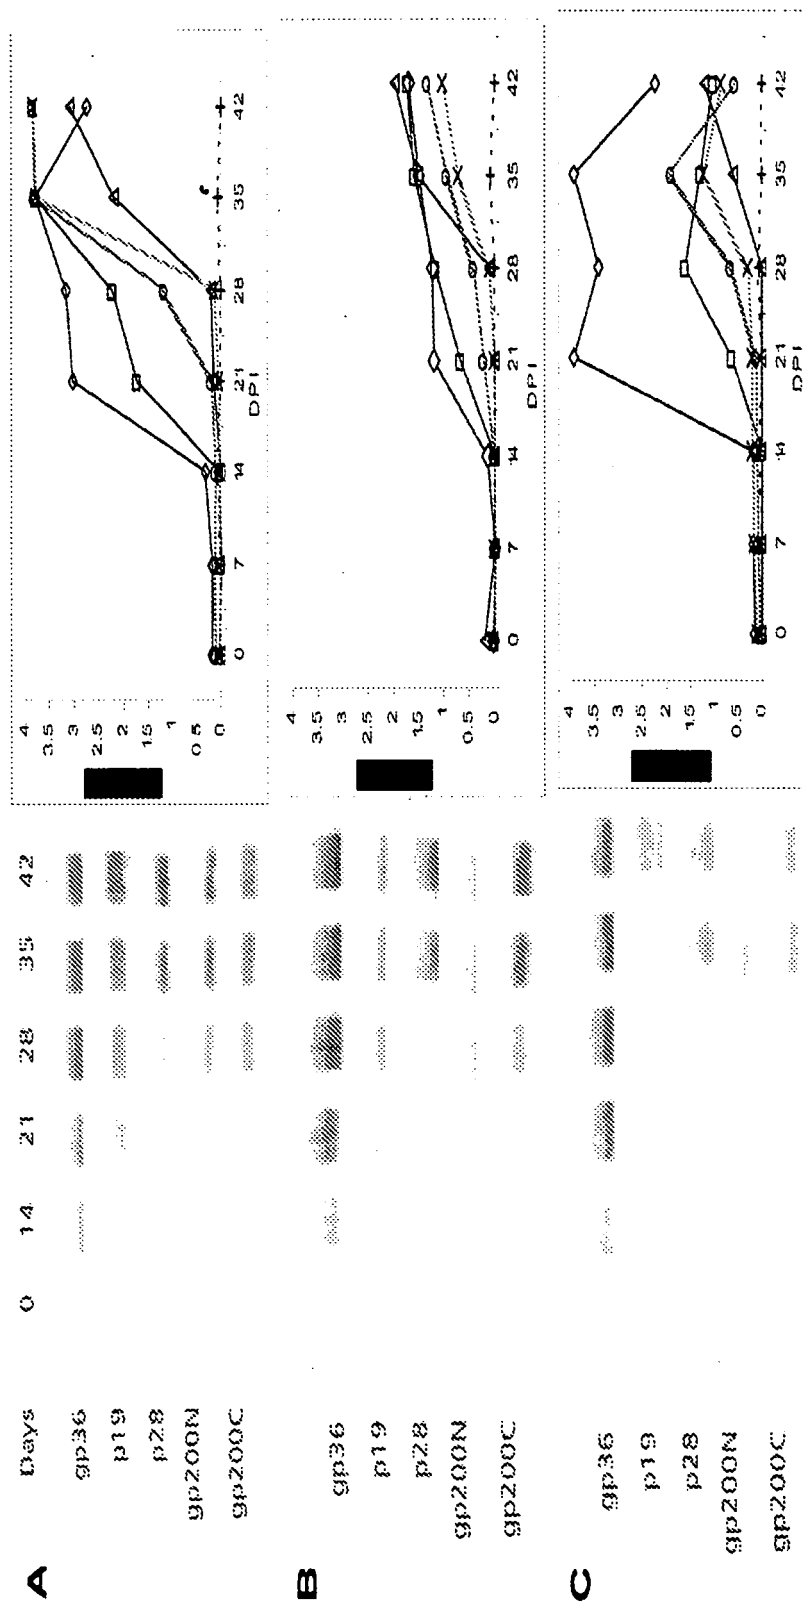 A
Days 0 14 21 28 35 42
gp36
p19
p28
gp200N
gp200C
4
3.5
3
2.5
2
1.5
1
0.5
0
0 7 14 21 28 35 42
DPI
B
gp36
p19
p28
gp200N
gp200C
4
3.5
3
2.5
2
1.5
1
0.5
0
0 7 14 21 28 35 42
DPI
C
gp36
p19
p28
gp200N
gp200C
4
3.5
3
2.5
2
1.5
1
0.5
0
0 7 14 21 28 35 42
DPI